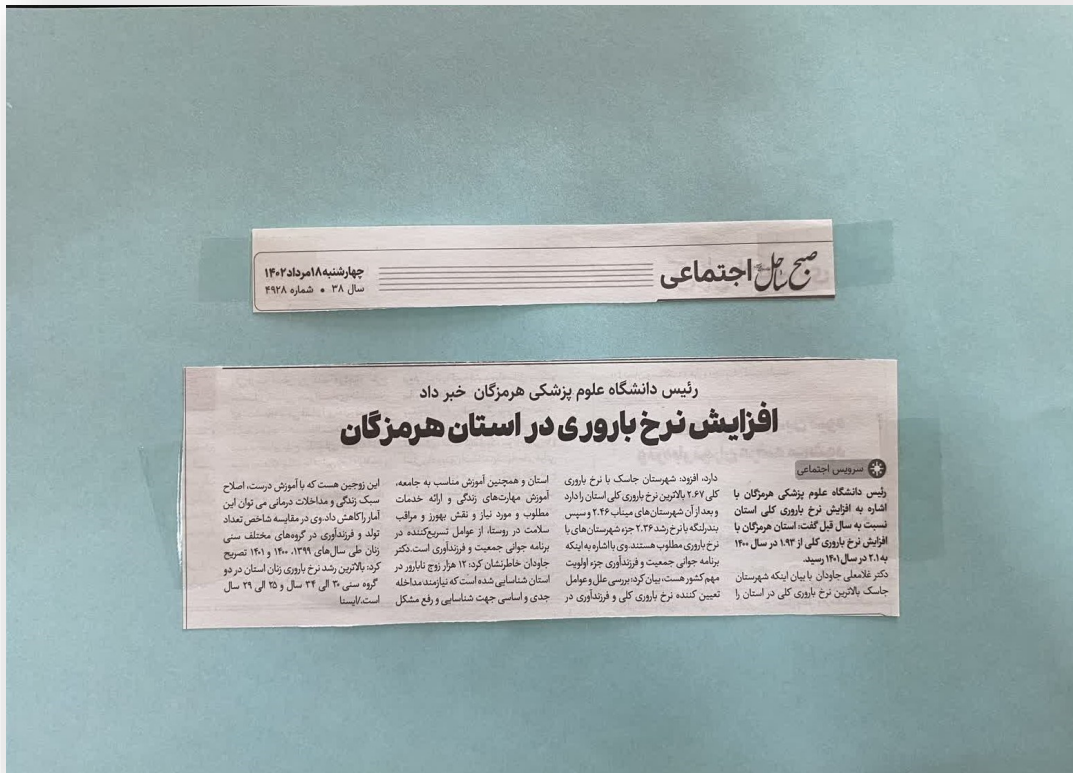 صبح ساحل اجتماعی
چهارشنبه ۱۸ مرداد ۱۴۰۲
سال ۳۸ • شماره ۴۹۲۸
رئیس دانشگاه علوم پزشکی هرمزگان خبر داد
افزایش نرخ باروری در استان هرمزگان
سرویس اجتماعی
رئیس دانشگاه علوم پزشکی هرمزگان با
اشاره به افزایش نرخ باروری کلی استان
نسبت به سال قبل گفت: استان هرمزگان با
افزایش نرخ باروری کلی از ۱.۹۳ در سال ۱۴۰۰
به ۲.۱ در سال ۱۴۰۱ رسید.
دکتر غلامعلی جاودان با بیان اینکه شهرستان
جاسک بالاترین نرخ باروری کلی در استان را
دارد، افزود: شهرستان جاسک با نرخ باروری
کلی ۲.۶۷ بالاترین نرخ باروری کلی استان را دارد
و بعد از آن شهرستان‌های میناب ۲.۴۶ و سپس
بندرلنگه با نرخ رشد ۲.۳۶ جزء شهرستان‌های با
نرخ باروری مطلوب هستند. وی با اشاره به اینکه
برنامه جوانی جمعیت و فرزندآوری جزء اولویت
مهم کشور هست، بیان کرد: بررسی علل و عوامل
تعیین کننده نرخ باروری کلی و فرزندآوری در
استان و همچنین آموزش مناسب به جامعه،
آموزش مهارت‌های زندگی و ارائه خدمات
مطلوب و مورد نیاز و نقش بهورز و مراقب
سلامت در روستا، از عوامل تسریع‌کننده در
برنامه جوانی جمعیت و فرزندآوری است. دکتر
جاودان خاطرنشان کرد: ۱۲ هزار زوج نابارور در
استان شناسایی شده است که نیازمند مداخله
جدی و اساسی جهت شناسایی و رفع مشکل
این زوجین هست که با آموزش درست، اصلاح
سبک زندگی و مداخلات درمانی می توان این
آمار را کاهش داد. وی در مقایسه شاخص تعداد
تولد و فرزندآوری در گروه‌های مختلف سنی
زنان طی سال‌های ۱۳۹۹، ۱۴۰۰ و ۱۴۰۱ تصریح
کرد: بالاترین رشد نرخ باروری زنان استان در دو
گروه سنی ۳۰ الی ۳۴ سال و ۲۵ الی ۲۹ سال
است./ایسنا